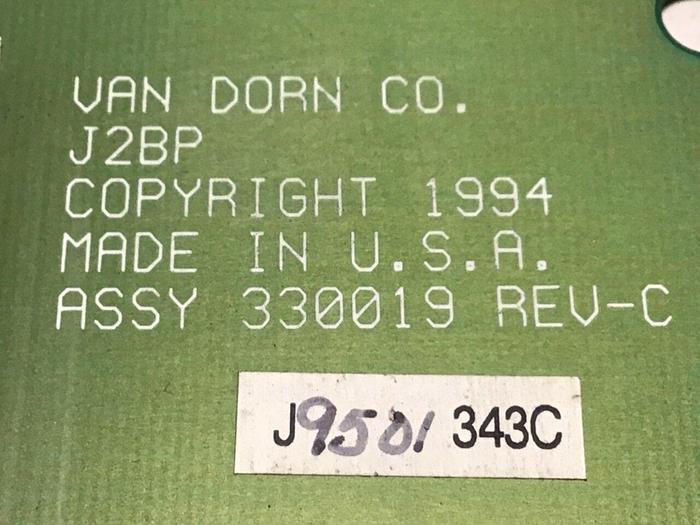 VAN DORN CO.
J2BP
COPYRIGHT 1994
MADE IN U.S.A.
ASSY 330019 REV-C
J9501 343C